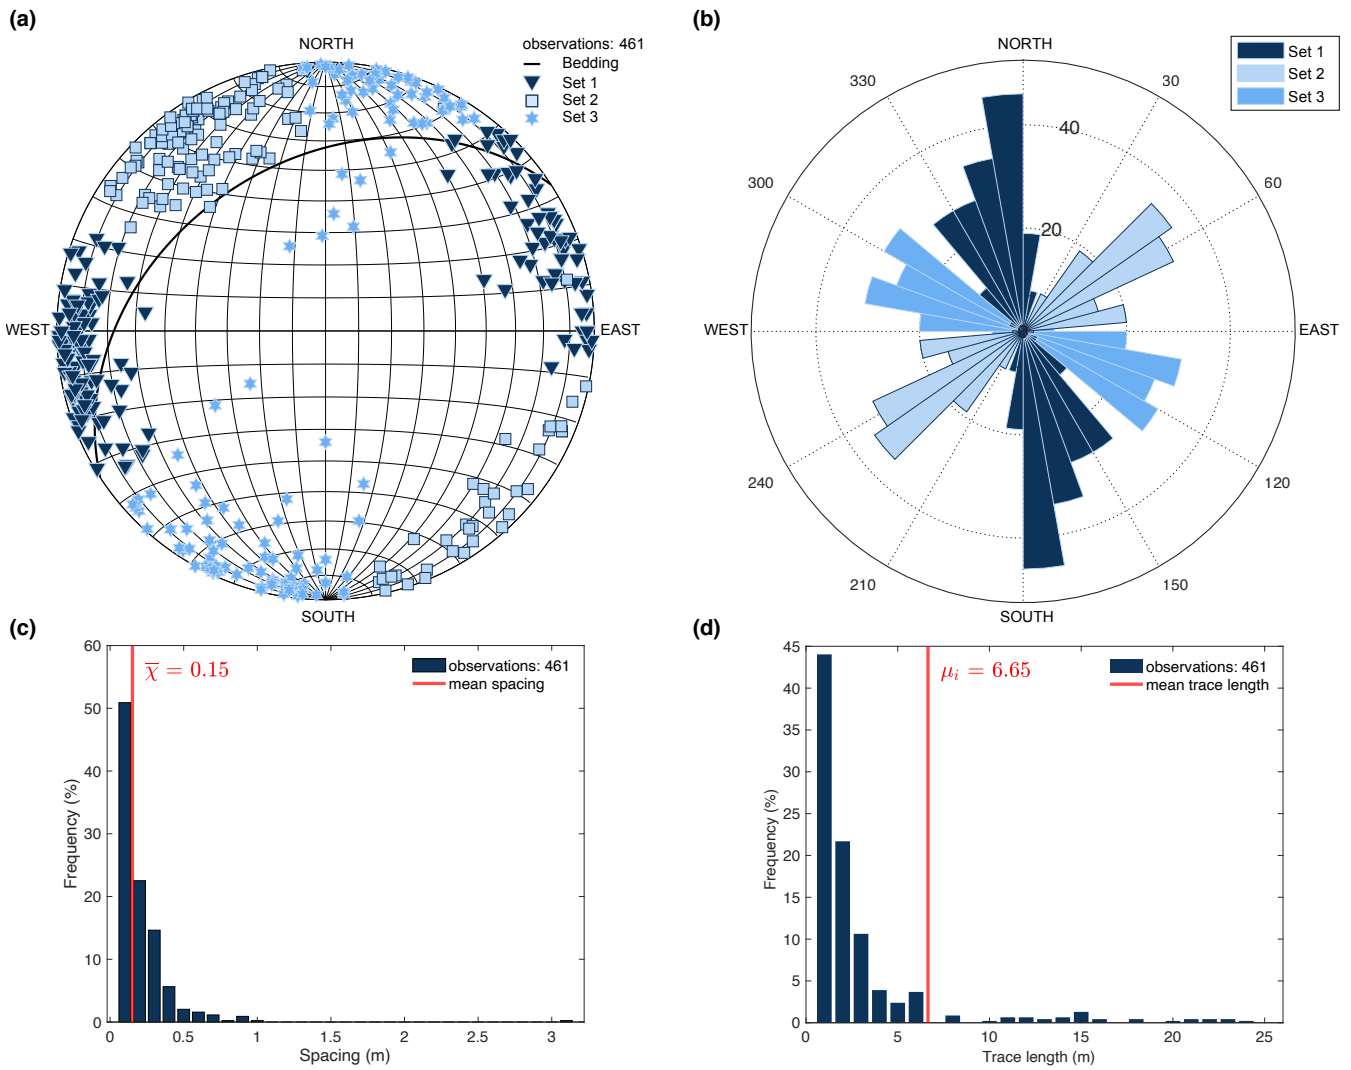 (a)
NORTH
observations: 461
Bedding
Set 1
Set 2
Set 3
WEST
EAST
SOUTH
(b)
NORTH
Set 1
Set 2
Set 3
330
30
40
300
60
20
WEST
EAST
240
120
210
150
SOUTH
(c)
60
50
40
30
20
10
0
χ̅ = 0.15
observations: 461
mean spacing
Frequency (%)
0
0.5
1
1.5
2
2.5
3
Spacing (m)
(d)
45
40
35
30
25
20
15
10
5
0
μᵢ = 6.65
observations: 461
mean trace length
Frequency (%)
0
5
10
15
20
25
Trace length (m)